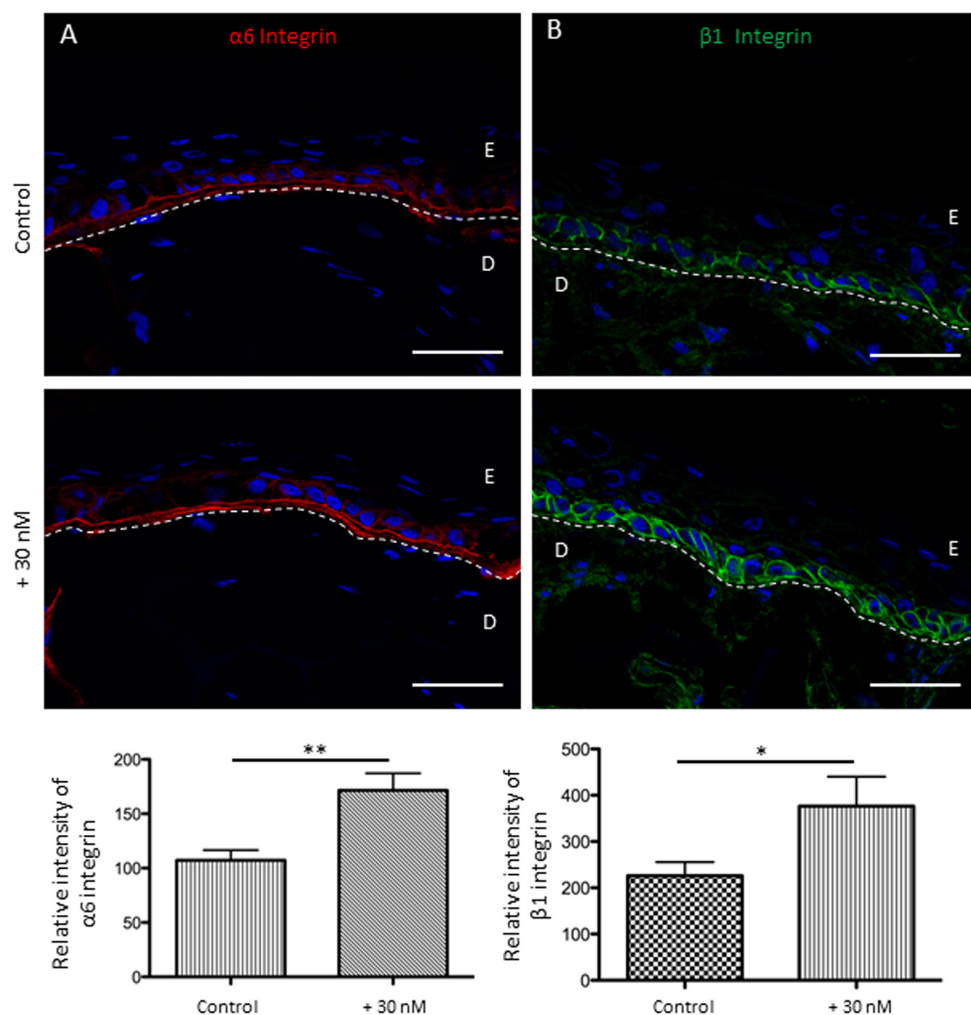 A
α6 Integrin
B
β1 Integrin
Control
E
D
E
D
+ 30 nM
E
D
E
D
Relative intensity of
α6 integrin
200
150
100
50
0
**
Control
+ 30 nM
Relative intensity of
β1 integrin
500
400
300
200
100
0
*
Control
+ 30 nM